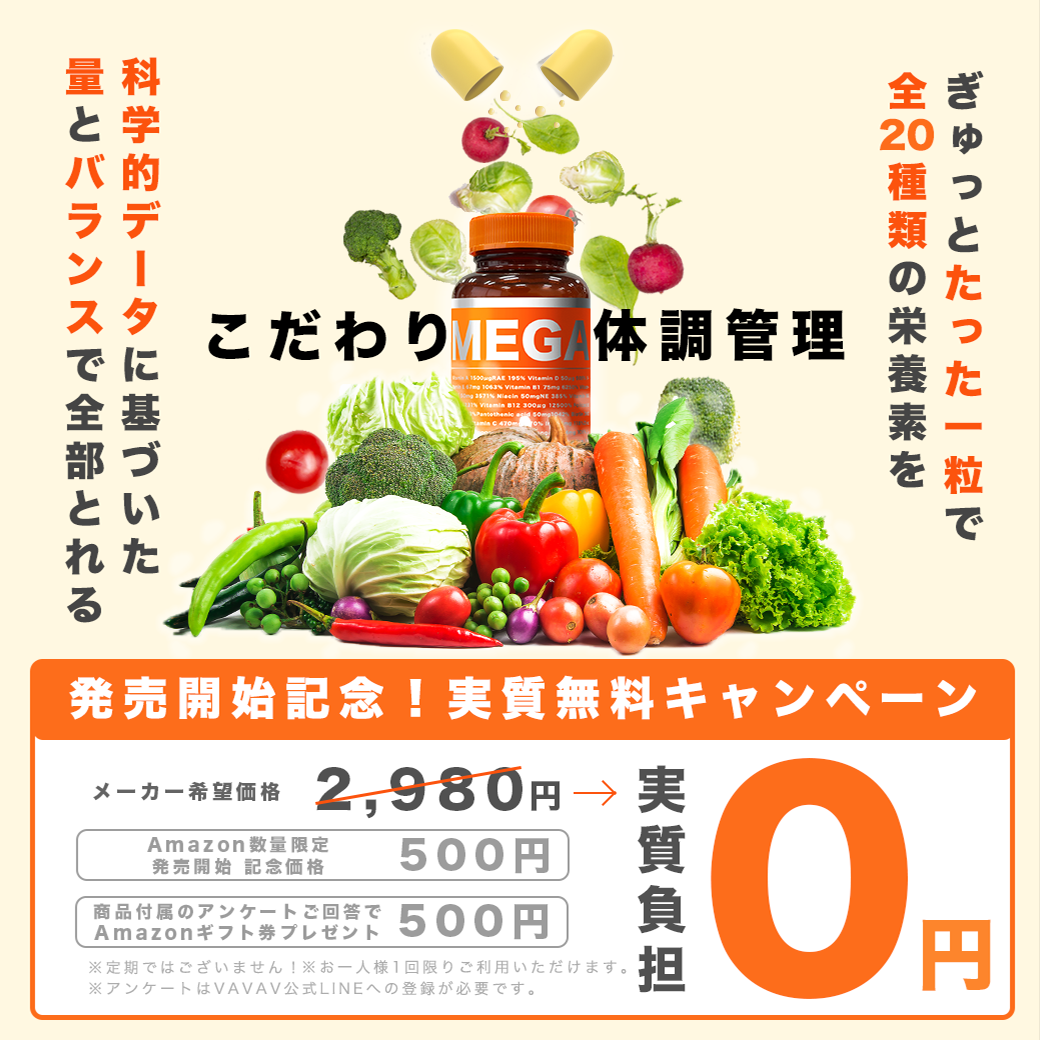 ぎゅっとたった一粒で
全20種類の栄養素を
科学的データに基づいた
量とバランスで全部とれる
こだわり
MEGA
体調管理
発売開始記念！実質無料キャンペーン
メーカー希望価格
2,980円
Amazon数量限定
発売開始 記念価格
500円
商品付属のアンケートご回答で
Amazonギフト券プレゼント
500円
※定期ではございません！※お一人様1回限りご利用いただけます。
※アンケートはVAVAV公式LINEへの登録が必要です。
実質負担
0円